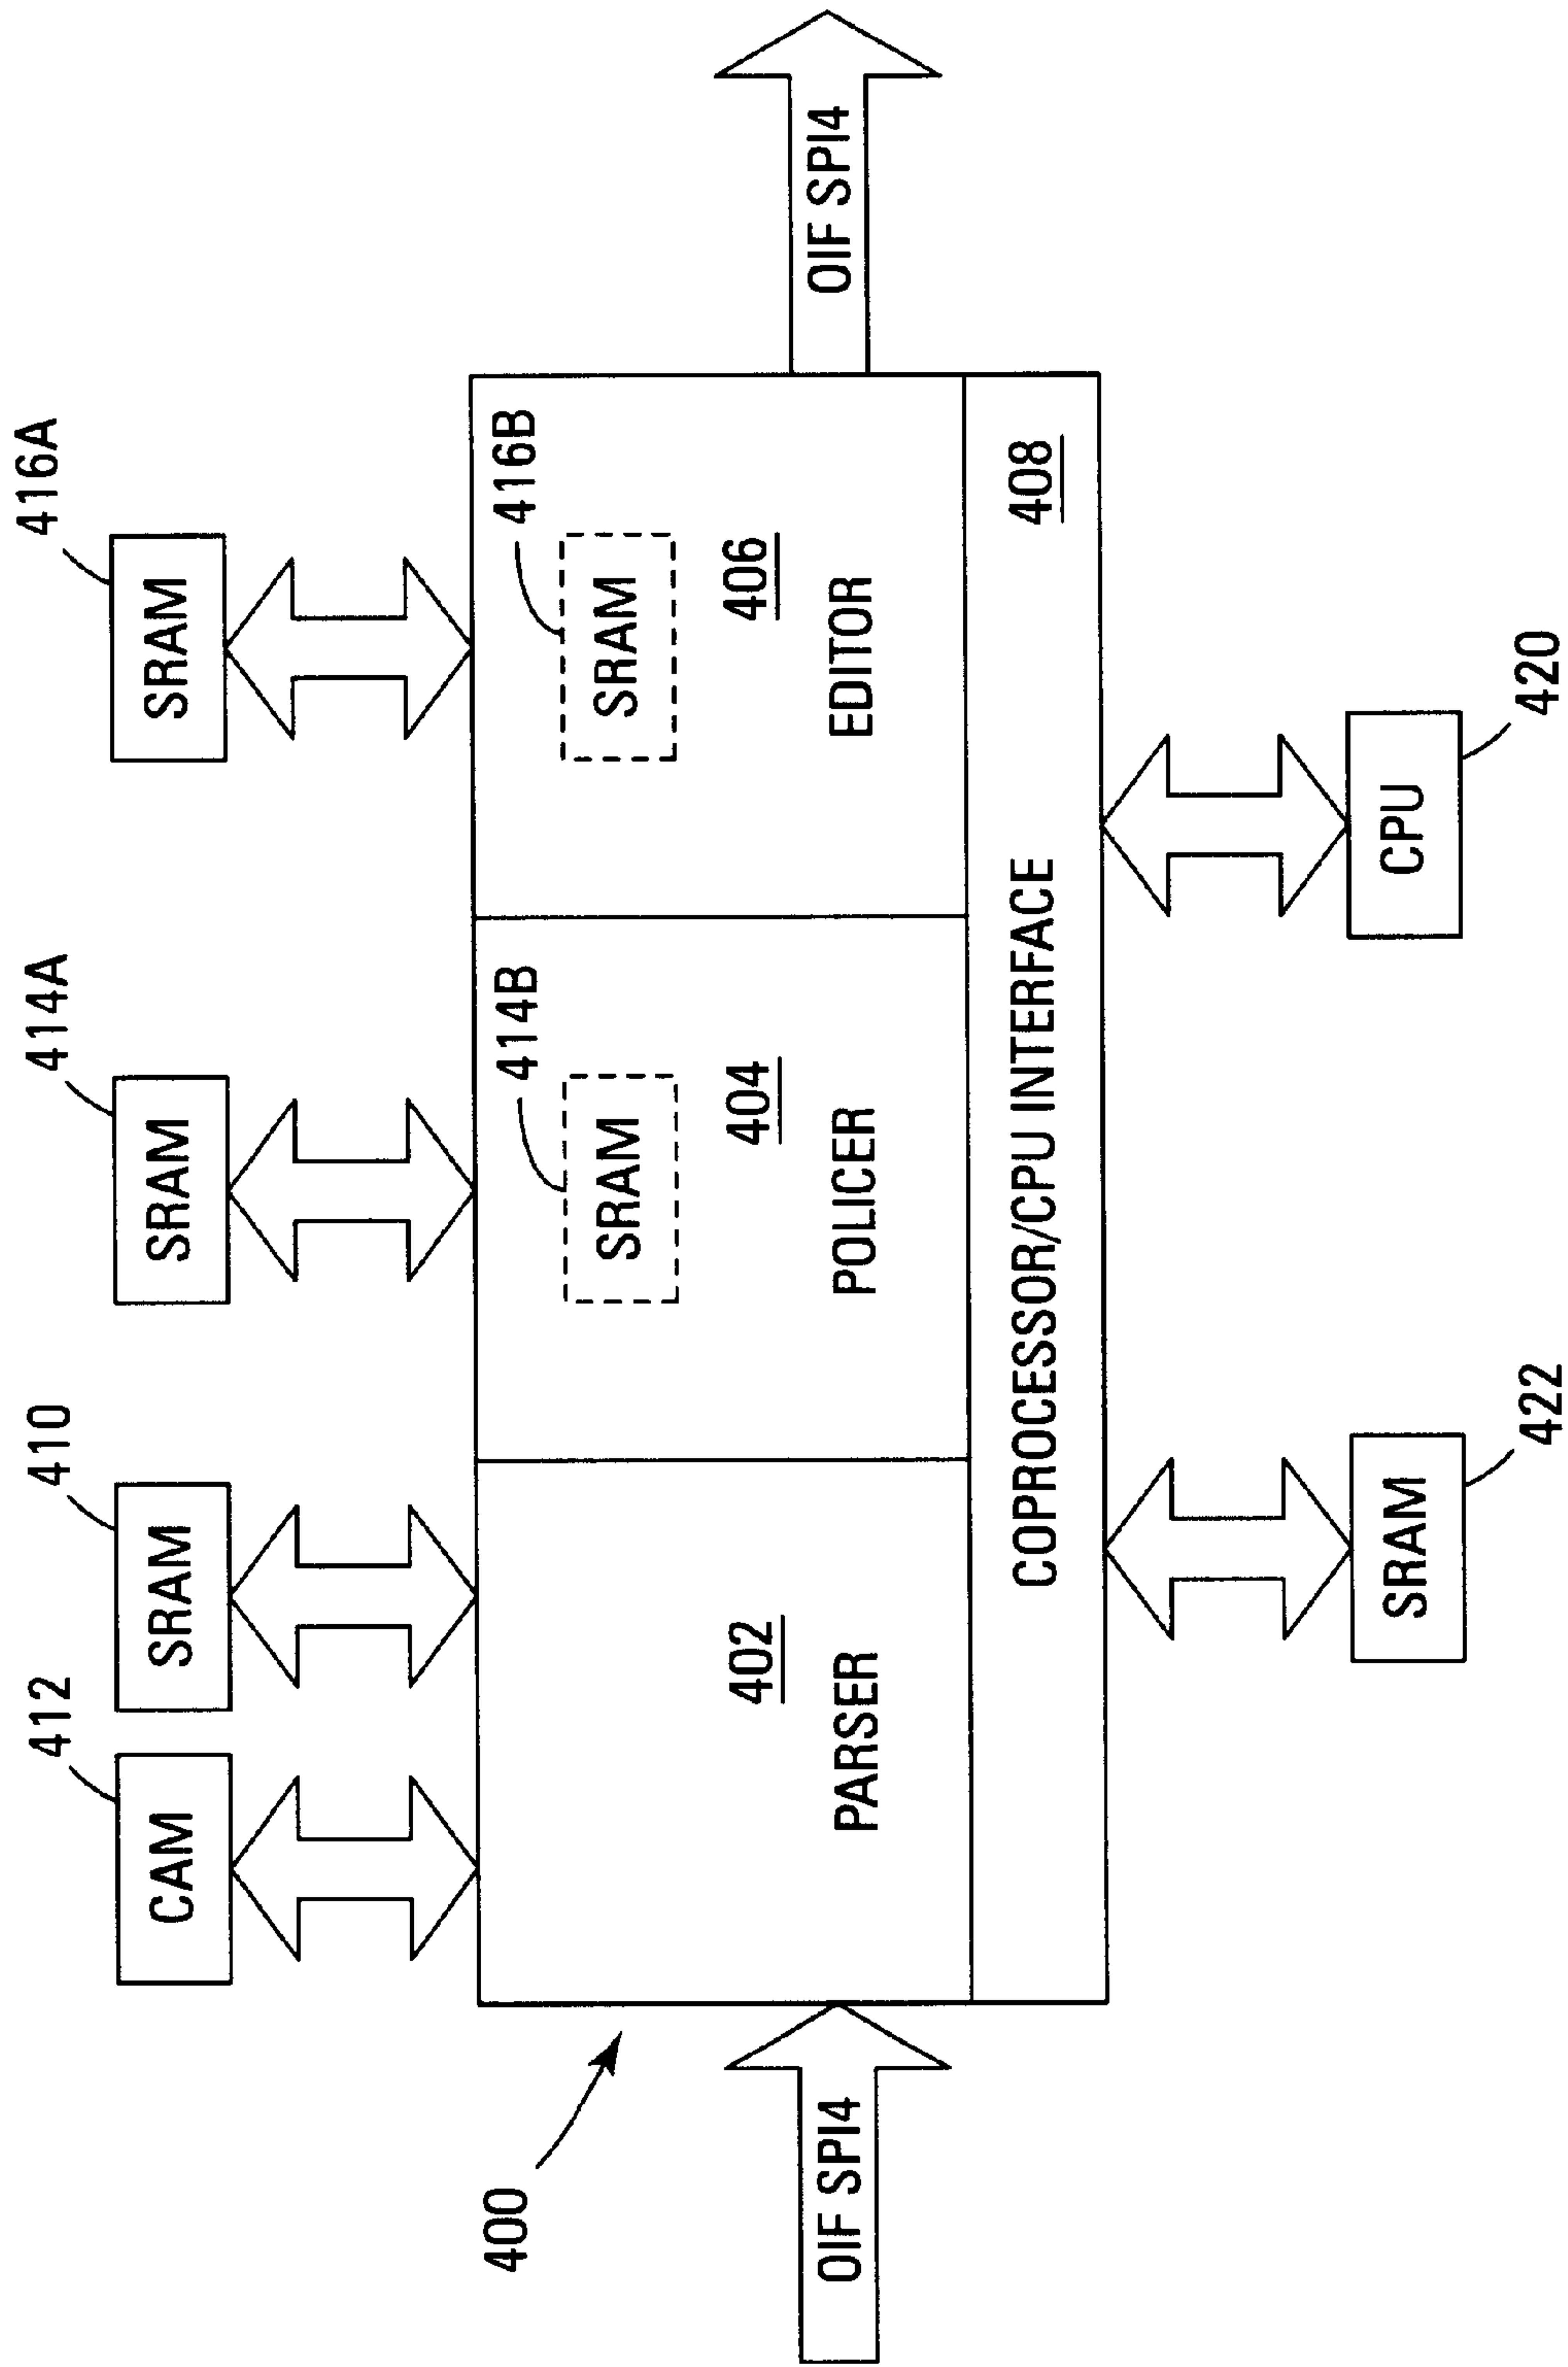 412
410
414A
416A
CAM
SRAM
SRAM
SRAM
414B
416B
SRAM
SRAM
402
404
406
PARSER
POLICER
EDITOR
400
OIF SPI4
OIF SPI4
COPROCESSOR/CPU INTERFACE
408
SRAM
CPU
422
420